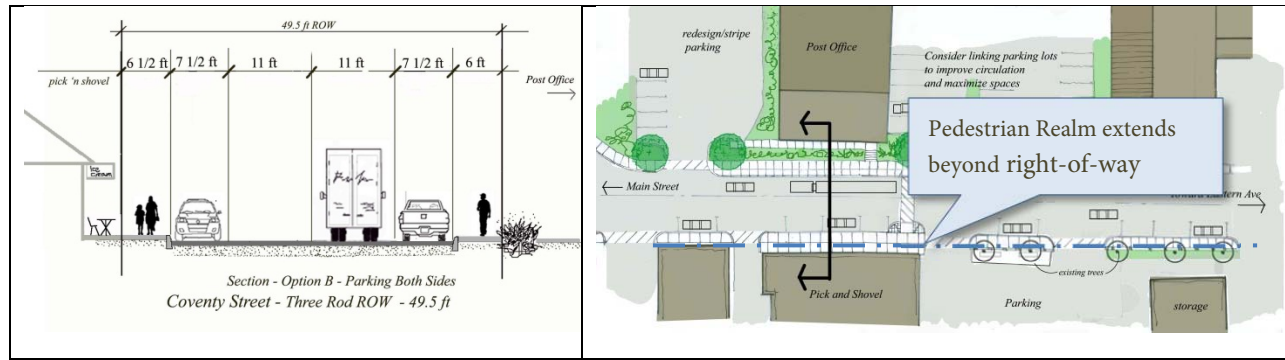 49.5 ft ROW
6 1/2 ft 7 1/2 ft 11 ft 11 ft 7 1/2 ft 6 ft
pick 'n shovel
Post Office
Section - Option B - Parking Both Sides
Coventy Street - Three Rod ROW - 49.5 ft
redesign/stripe
parking
Post Office
Consider linking parking lots
to improve circulation
and maximize spaces
Pedestrian Realm extends
beyond right-of-way
Main Street
Toward Eastern Ave
existing trees
Pick and Shovel
Parking
storage